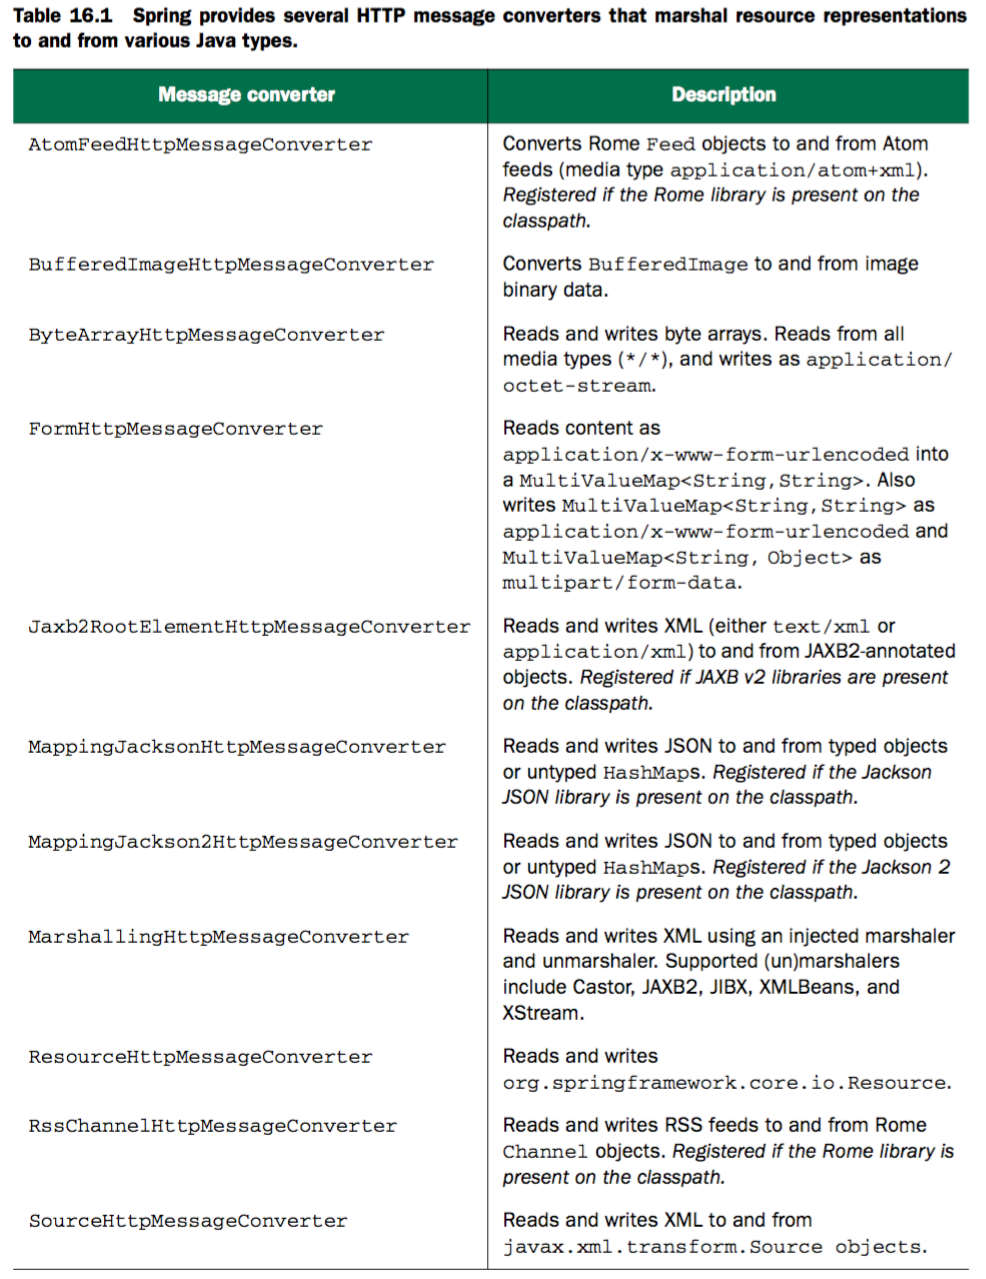 Table 16.1 Spring provides several HTTP message converters that marshal resource representations
to and from various Java types.
Message converter
Description
AtomFeedHttpMessageConverter
Converts Rome Feed objects to and from Atom
feeds (media type application/atom+xml).
Registered if the Rome library is present on the
classpath.
BufferedImageHttpMessageConverter
Converts BufferedImage to and from image
binary data.
ByteArrayHttpMessageConverter
Reads and writes byte arrays. Reads from all
media types (*/*), and writes as application/
octet-stream.
FormHttpMessageConverter
Reads content as
application/x-www-form-urlencoded into
a MultiValueMap<String,String>. Also
writes MultiValueMap<String,String> as
application/x-www-form-urlencoded and
MultiValueMap<String, Object> as
multipart/form-data.
Jaxb2RootElementHttpMessageConverter
Reads and writes XML (either text/xml or
application/xml) to and from JAXB2-annotated
objects. Registered if JAXB v2 libraries are present
on the classpath.
MappingJacksonHttpMessageConverter
Reads and writes JSON to and from typed objects
or untyped HashMaps. Registered if the Jackson
JSON library is present on the classpath.
MappingJackson2HttpMessageConverter
Reads and writes JSON to and from typed objects
or untyped HashMaps. Registered if the Jackson 2
JSON library is present on the classpath.
MarshallingHttpMessageConverter
Reads and writes XML using an injected marshaler
and unmarshaler. Supported (un)marshalers
include Castor, JAXB2, JIBX, XMLBeans, and
XStream.
ResourceHttpMessageConverter
Reads and writes
org.springframework.core.io.Resource.
RssChannelHttpMessageConverter
Reads and writes RSS feeds to and from Rome
Channel objects. Registered if the Rome library is
present on the classpath.
SourceHttpMessageConverter
Reads and writes XML to and from
javax.xml.transform.Source objects.